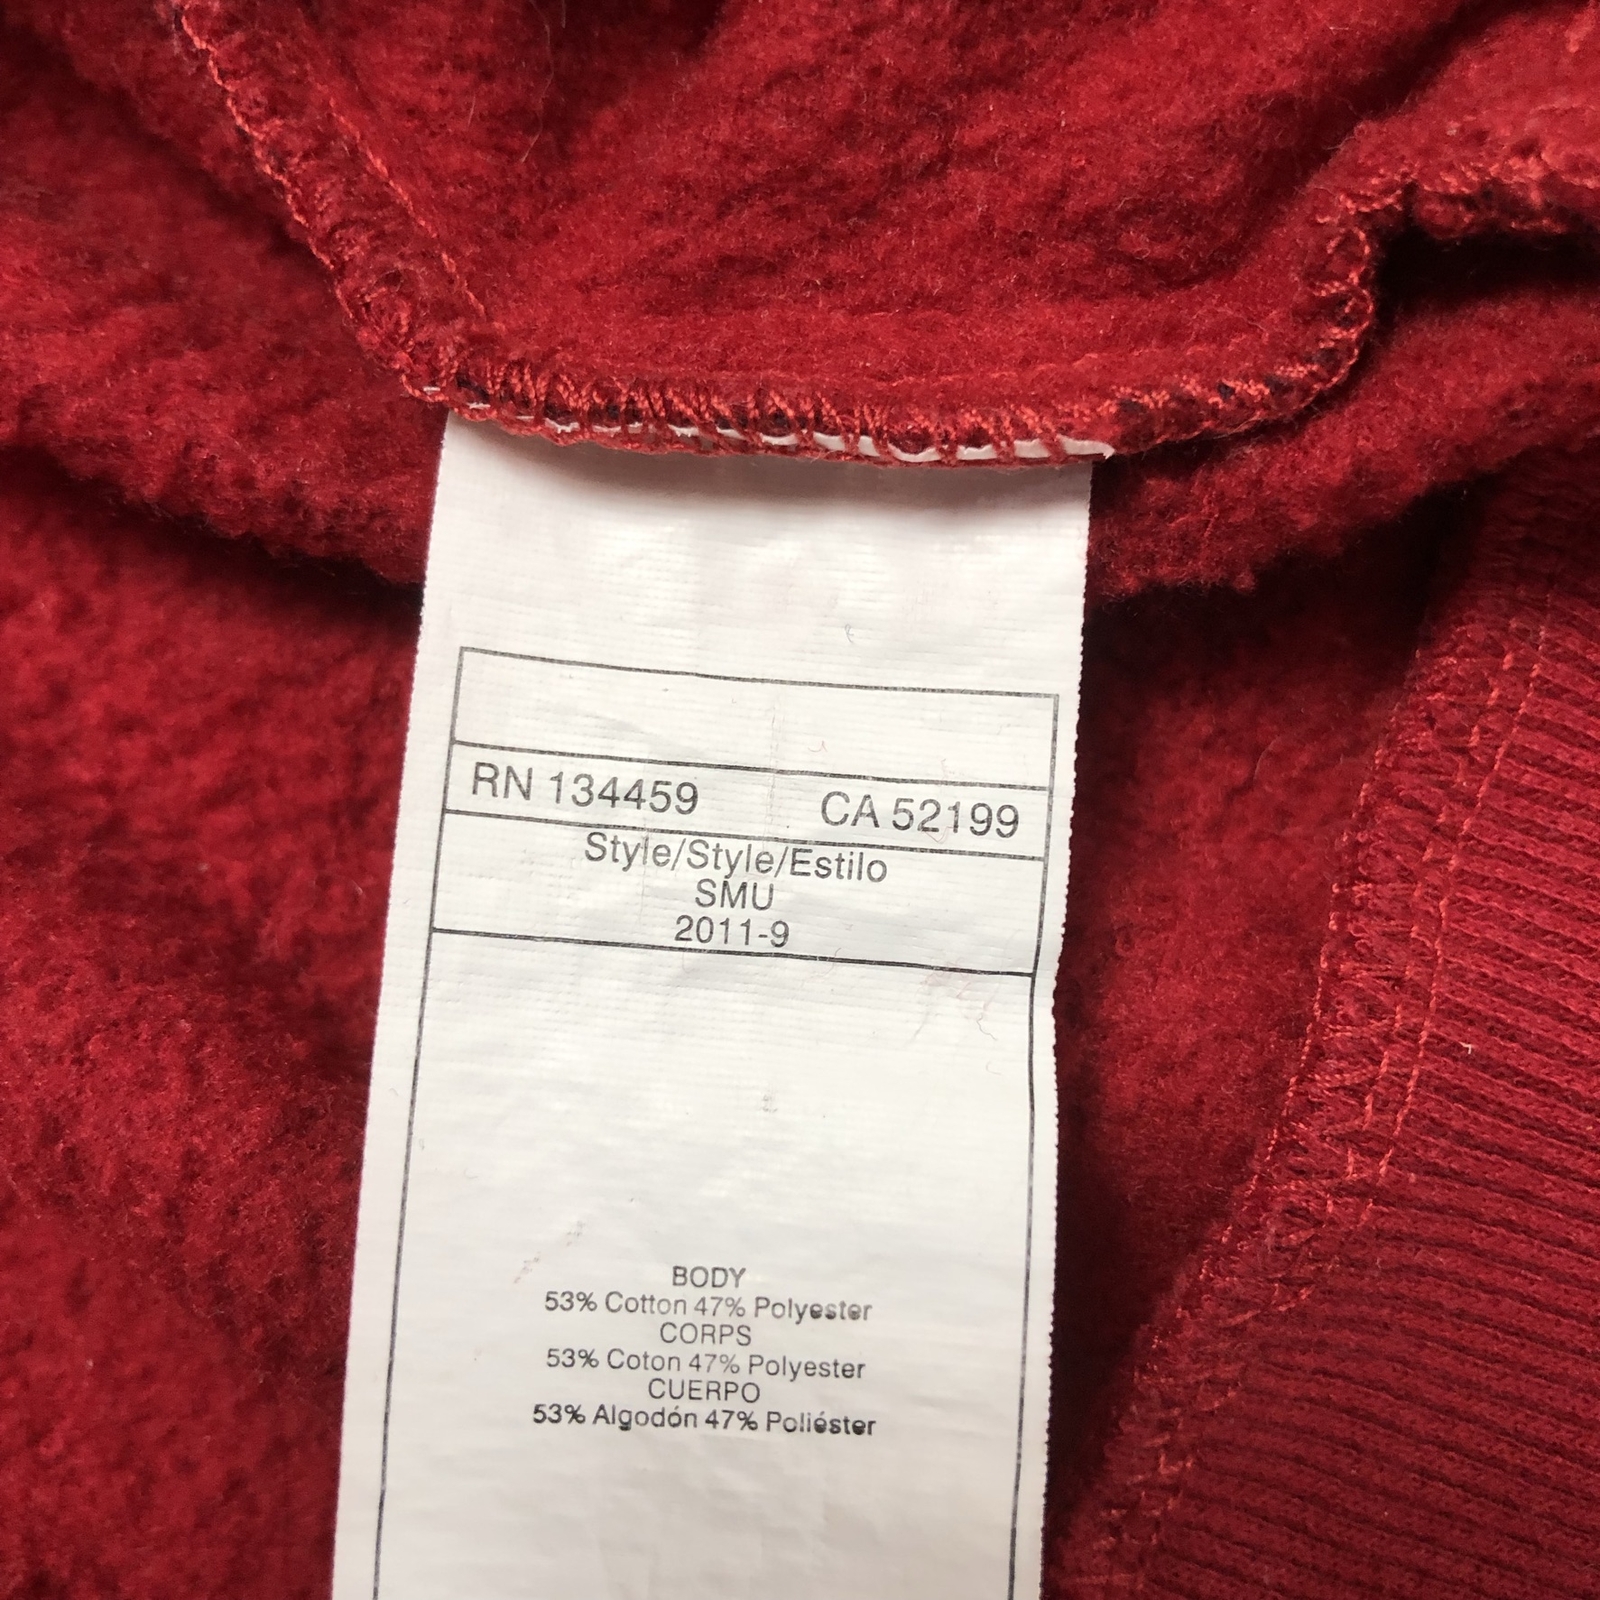 RN 134459 CA 52199
Style/Style/Estilo
SMU
2011-9
BODY
53% Cotton 47% Polyester
CORPS
53% Coton 47% Polyester
CUERPO
53% Algodón 47% Poliéster